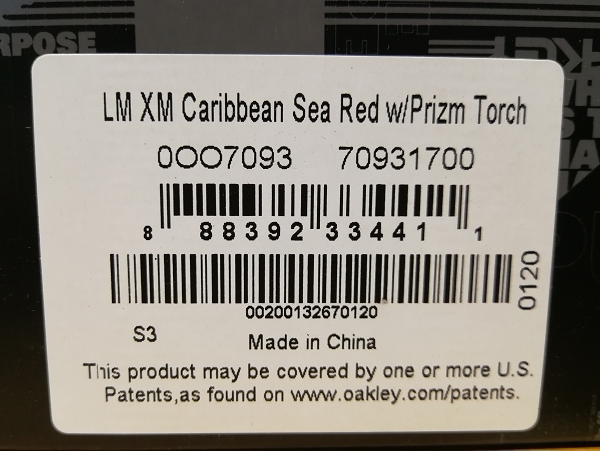 RPOSE
LM XM Caribbean Sea Red w/Prizm Torch
0OO7093 70931700
8 88392 33441 1
00200132670120
0120
S3
Made in China
This product may be covered by one or more U.S.
Patents,as found on www.oakley.com/patents.